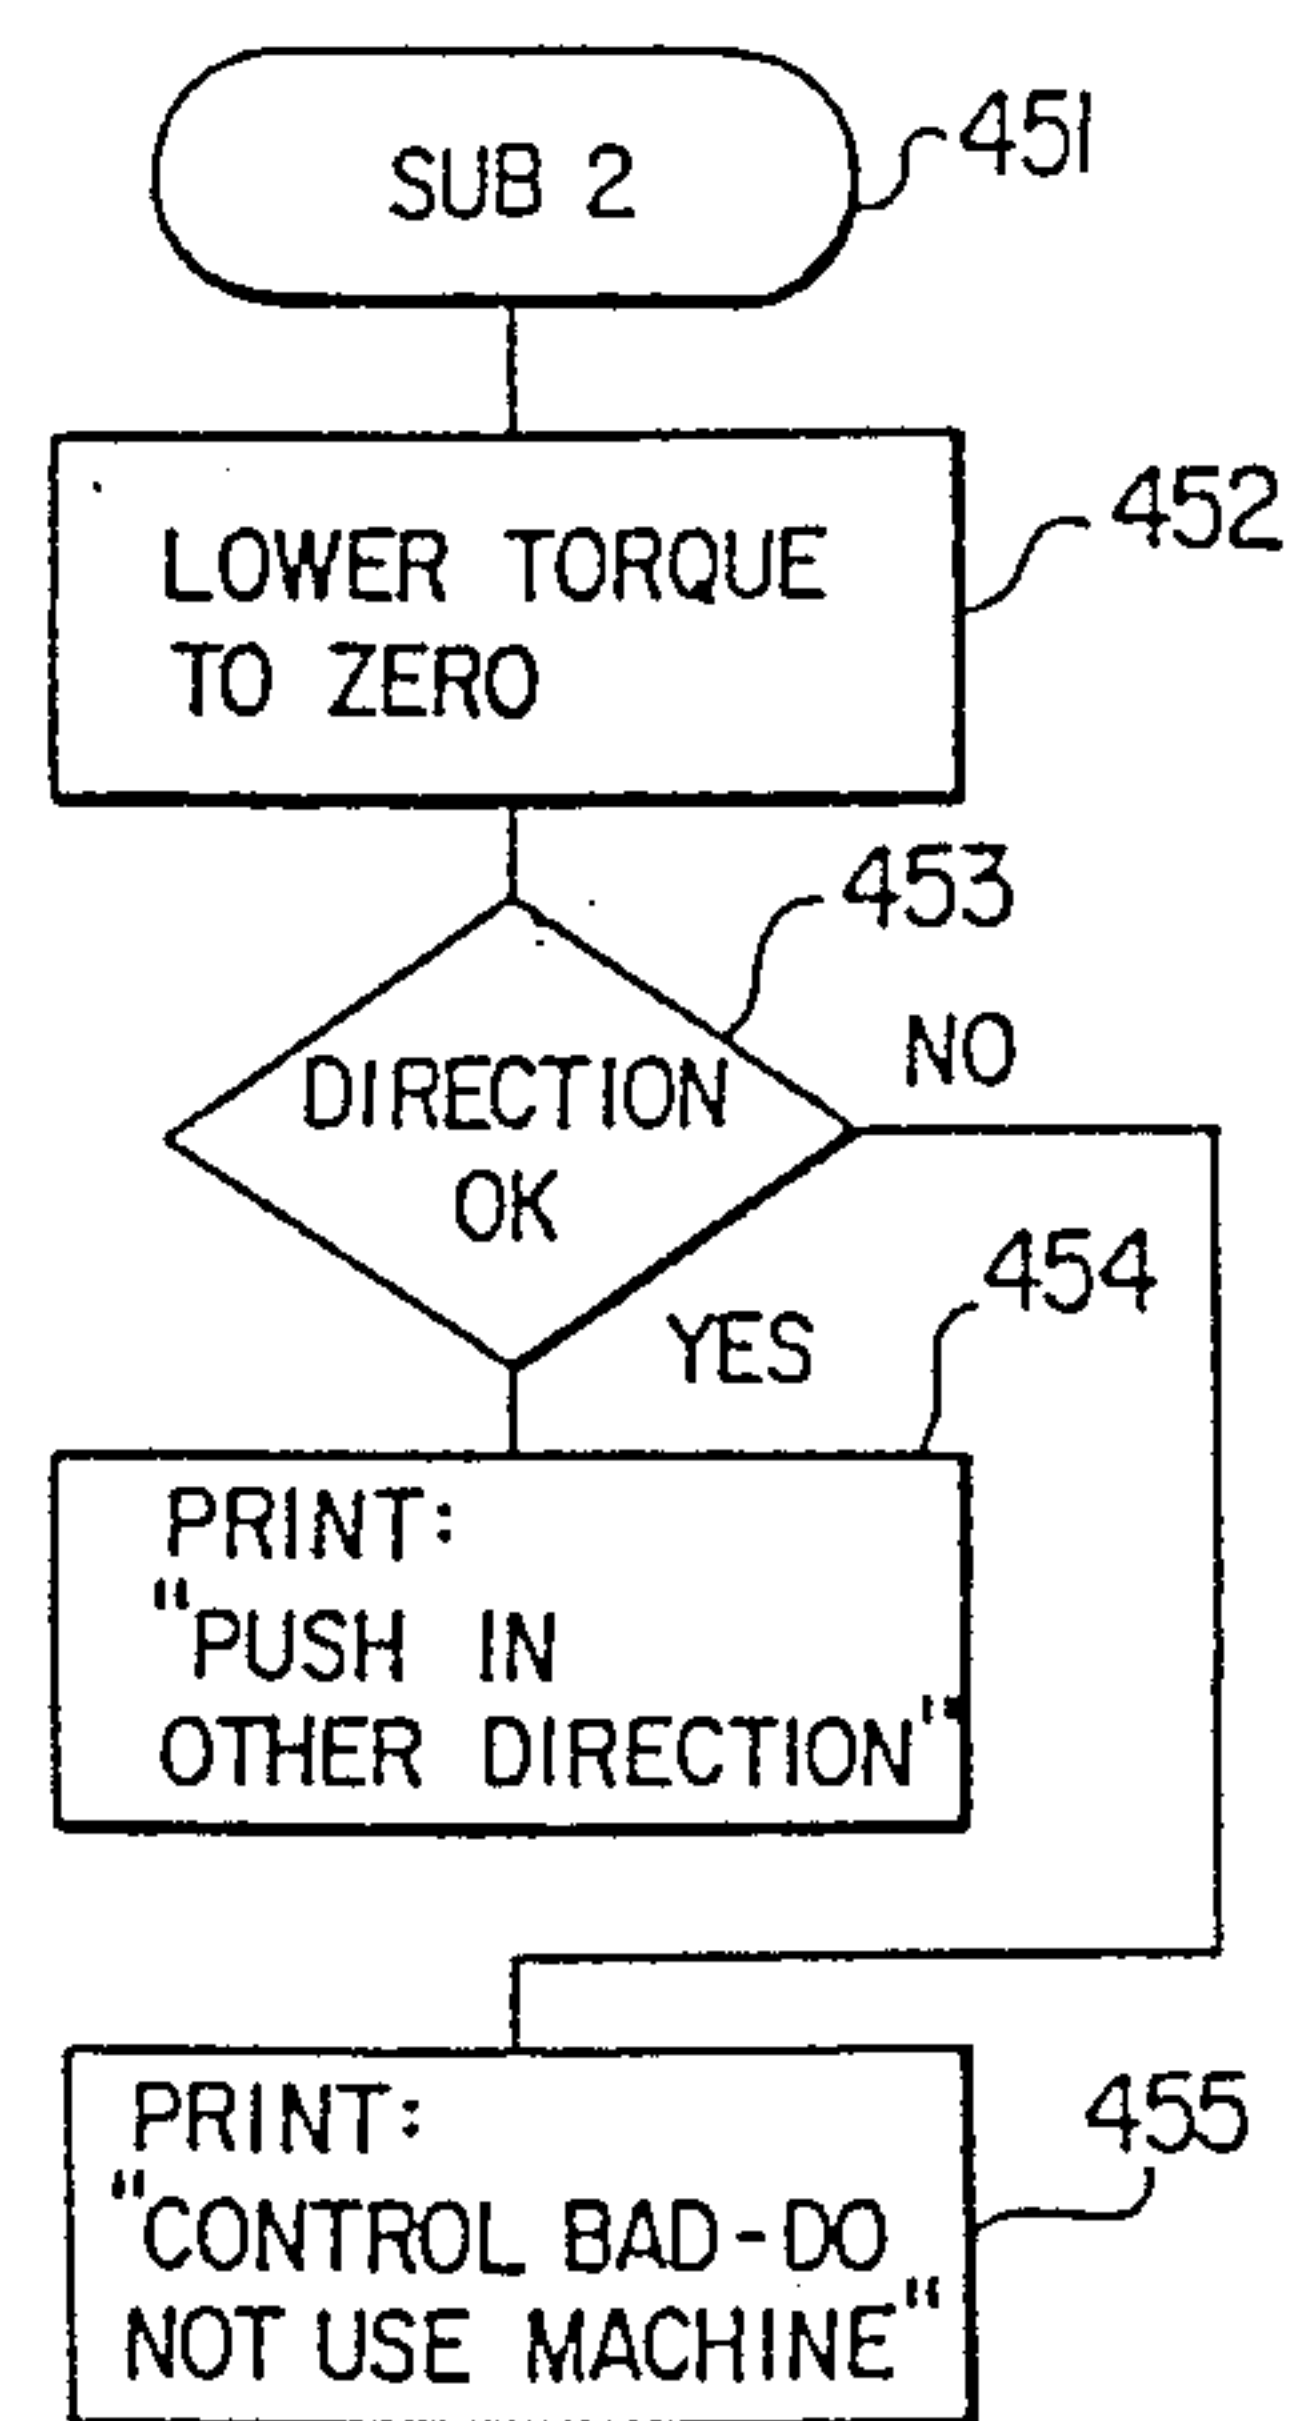 SUB 2
451
LOWER TORQUE
TO ZERO
452
453
DIRECTION
OK
NO
YES
454
PRINT:
"PUSH IN
OTHER DIRECTION"
PRINT:
"CONTROL BAD-DO
NOT USE MACHINE"
455